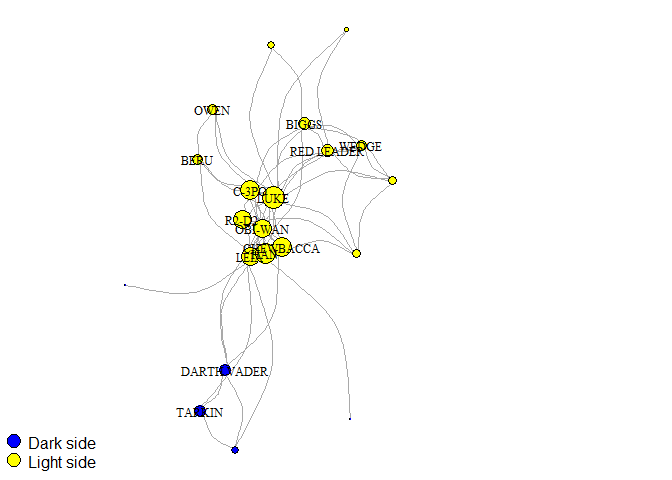 OWEN
BIGGS
WEDGE
RED LEADER
BERU
C-3PO
LUKE
R2-D2
OBI-WAN
CHEWBACCA
HAN
LEIA
DARTH VADER
TARKIN
Dark side
Light side